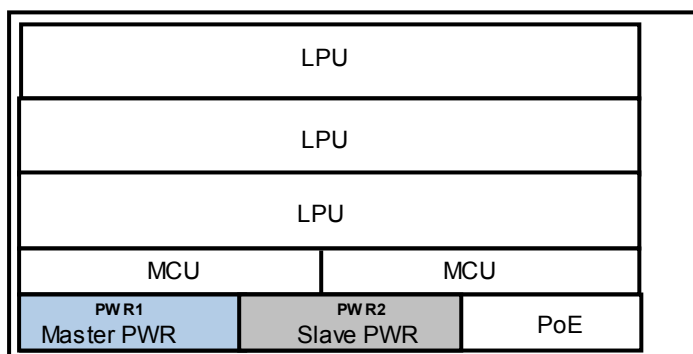 LPU
LPU
LPU
MCU MCU
PWR1 PWR2
Master PWR Slave PWR PoE